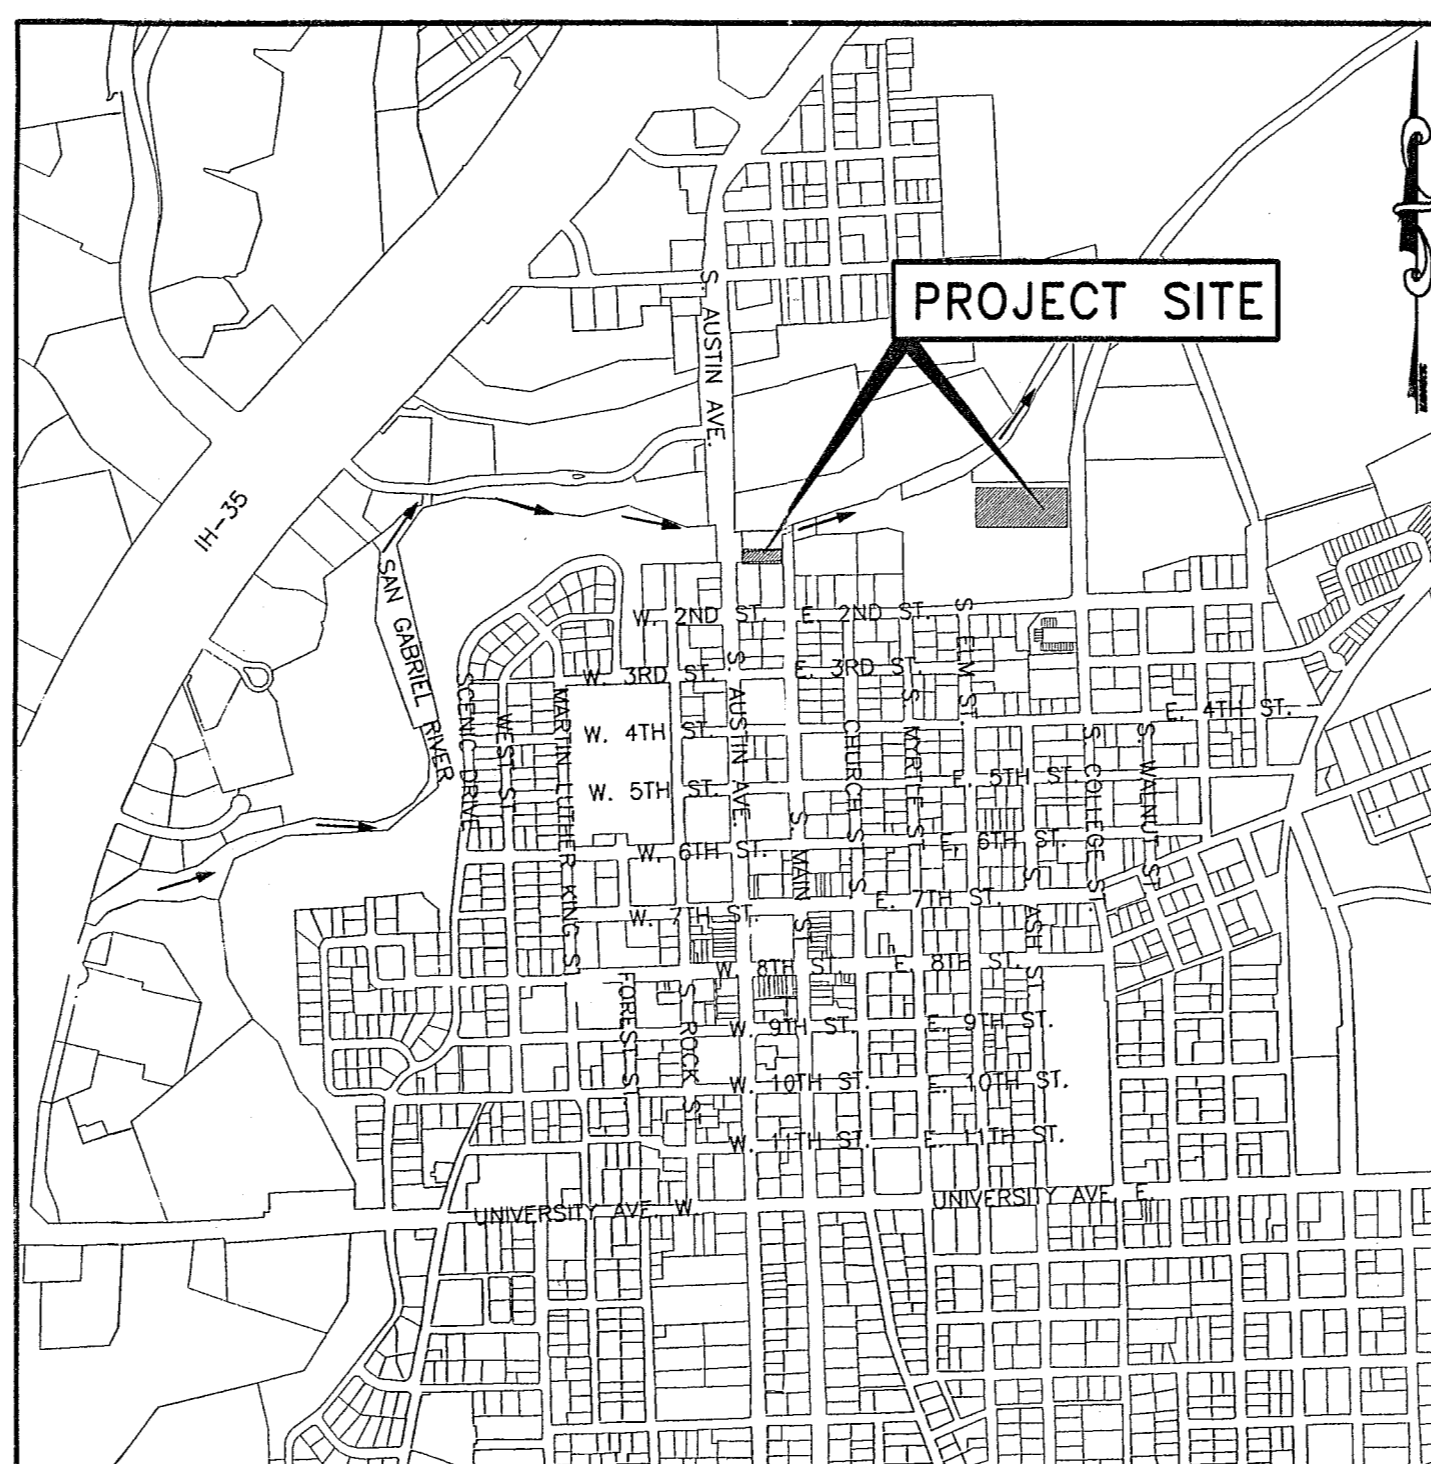 PROJECT SITE
S. AUSTIN AVE.
IH-35
SAN GABRIEL RIVER
W. 2ND ST.
E. 2ND ST.
S. ELM ST.
W. 3RD ST.
E. 3RD ST.
SCENIC DRIVE
WEST ST.
MARTIN LUTHER KING ST
S. AUSTIN AVE.
W. 4TH ST.
E. 4TH ST.
S. CHURCH ST.
S. MYRTLE ST.
S. COLLEGE ST.
S. WALNUT ST.
W. 5TH ST.
E. 5TH ST.
S. MAIN ST.
W. 6TH ST.
E. 6TH ST.
W. 7TH ST.
E. 7TH ST.
S. ASH ST.
W. 8TH ST.
E. 8TH ST.
FOREST ST
S. ROCK ST.
W. 9TH ST.
E. 9TH ST.
W. 10TH ST.
E. 10TH ST.
W. 11TH ST.
E. 11TH ST.
UNIVERSITY AVE. W.
UNIVERSITY AVE. E.